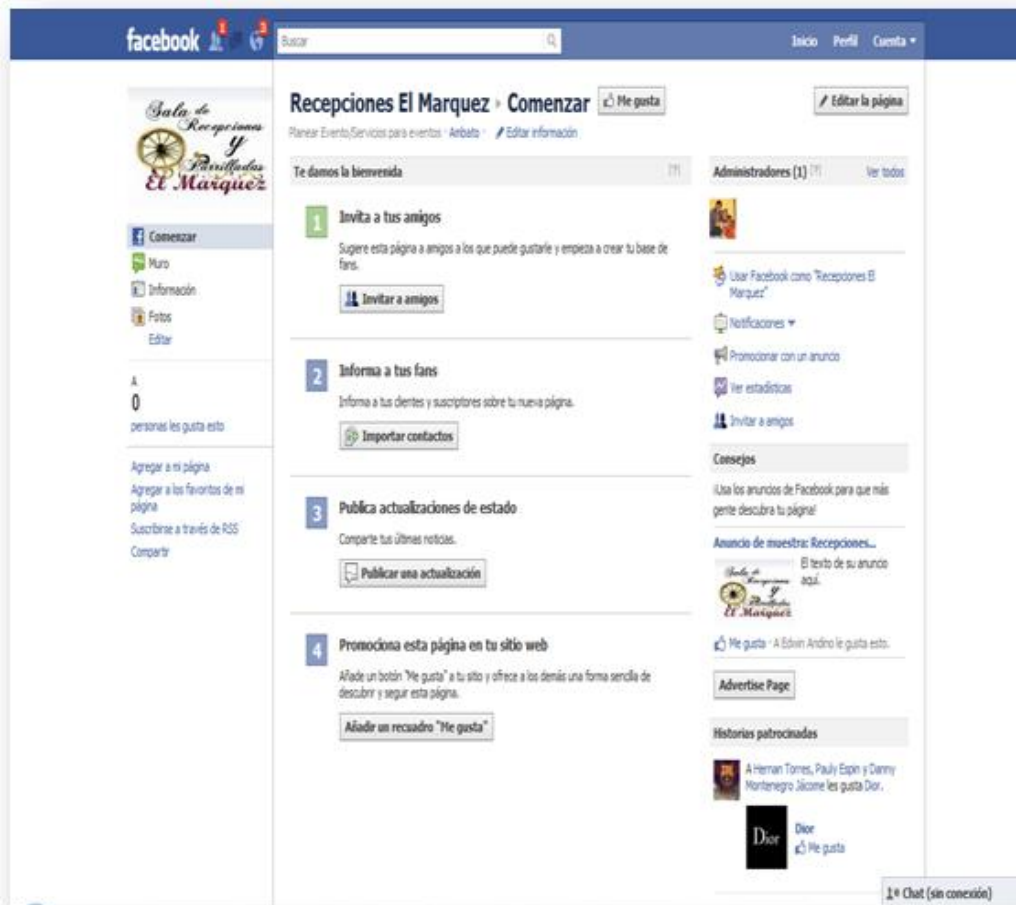 facebook
1
3
Buscar
Inicio Perfil Cuenta
Sala de
Recepciones
y
Parrilladas
El Marquez
Recepciones El Marquez › Comenzar
Me gusta
Editar la página
Planear Evento/Servicios para eventos · Ambato · Editar información
Comenzar
Muro
Información
Fotos
Editar
A
0
personas les gusta esto
Agregar a mi página
Agregar a los favoritos de mi
página
Suscribirse a través de RSS
Compartir
Te damos la bienvenida [?]
1 Invita a tus amigos
Sugiere esta página a amigos a los que puede gustarle y empieza a crear tu base de
fans.
Invitar a amigos
2 Informa a tus fans
Informa a tus clientes y suscriptores sobre tu nueva página.
Importar contactos
3 Publica actualizaciones de estado
Comparte tus últimas noticias.
Publicar una actualización
4 Promociona esta página en tu sitio web
Añade un botón "Me gusta" a tu sitio y ofrece a los demás una forma sencilla de
descubrir y seguir esta página.
Añadir un recuadro "Me gusta"
Administradores (1) [?] Ver todos
Usar Facebook como "Recepciones El
Marquez"
Notificaciones
Promocionar con un anuncio
Ver estadísticas
Invitar a amigos
Consejos
¡Usa los anuncios de Facebook para que más
gente descubra tu página!
Anuncio de muestra: Recepciones...
Sala de
Recepciones
y
Parrilladas
El Marquez
El texto de su anuncio
aquí.
Me gusta · A Edwin Andino le gusta esto.
Advertise Page
Historias patrocinadas
A Hernan Torres, Pauly Espin y Danny
Montenegro Jácome les gusta Dior.
Dior
Dior
Me gusta
Chat (sin conexión)